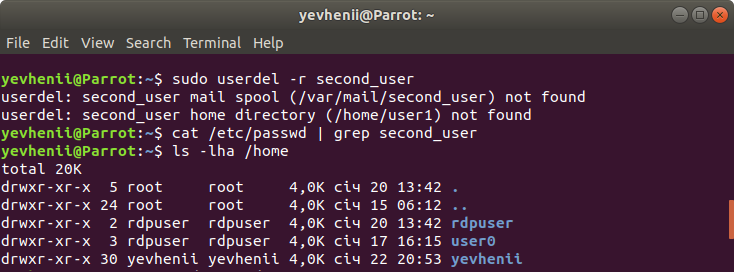 yevhenii@Parrot: ~
File Edit View Search Terminal Help
yevhenii@Parrot:~$ sudo userdel -r second_user
userdel: second_user mail spool (/var/mail/second_user) not found
userdel: second_user home directory (/home/user1) not found
yevhenii@Parrot:~$ cat /etc/passwd | grep second_user
yevhenii@Parrot:~$ ls -lha /home
total 20K
drwxr-xr-x  5 root     root     4,0K січ 20 13:42 .
drwxr-xr-x 24 root     root     4,0K січ 15 06:12 ..
drwxr-xr-x  2 rdpuser  rdpuser  4,0K січ 20 13:42 rdpuser
drwxr-xr-x  3 rdpuser  rdpuser  4,0K січ 17 16:15 user0
drwxr-xr-x 30 yevhenii yevhenii 4,0K січ 22 20:53 yevhenii